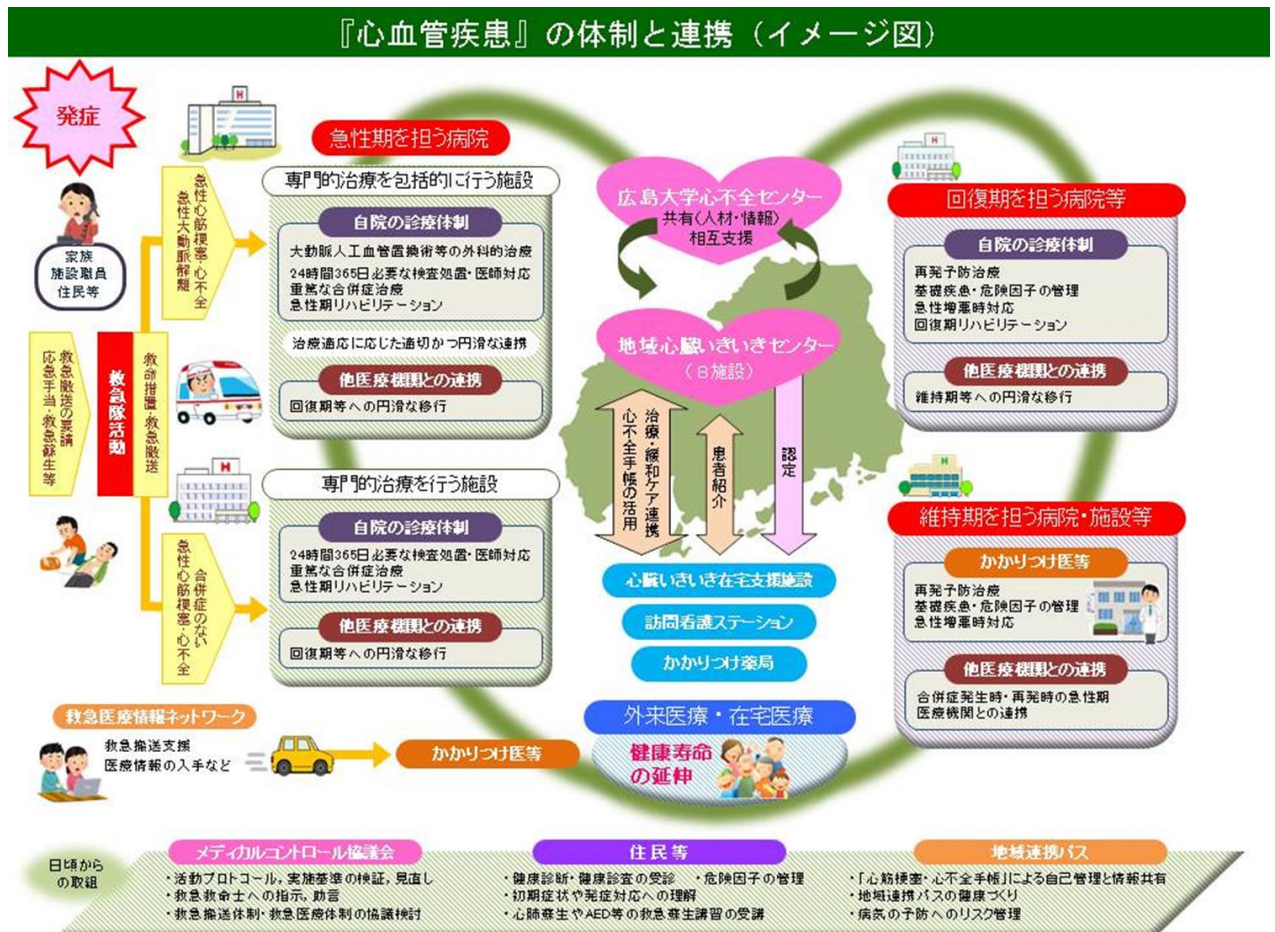 『心血管疾患』の体制と連携（イメージ図）
発症
家族
施設職員
住民等
救急搬送の要請
応急手当・救急蘇生等
救急隊活動
救命措置・救急搬送
急性心筋梗塞・心不全
急性大動脈解題
合併症のない
急性心筋梗塞・心不全
急性期を担う病院
専門的治療を包括的に行う施設
自院の診療体制
大動脈人工血管置換術等の外科的治療
24時間365日必要な検査処置・医師対応
重篤な合併症治療
急性期リハビリテーション
治療適応に応じた適切かつ円滑な連携
他医療機関との連携
回復期等への円滑な移行
専門的治療を行う施設
自院の診療体制
24時間365日必要な検査処置・医師対応
重篤な合併症治療
急性期リハビリテーション
他医療機関との連携
回復期等への円滑な移行
広島大学心不全センター
共有（人材・情報）
相互支援
地域心臓いきいきセンター
（8施設）
治療・緩和ケア連携
心不全手帳の活用
患者紹介
認定
心臓いきいき在宅支援施設
訪問看護ステーション
かかりつけ薬局
外来医療・在宅医療
健康寿命
の延伸
H
回復期を担う病院等
自院の診療体制
再発予防治療
基礎疾患・危険因子の管理
急性増悪時対応
回復期リハビリテーション
他医療機関との連携
維持期等への円滑な移行
維持期を担う病院・施設等
かかりつけ医等
再発予防治療
基礎疾患・危険因子の管理
急性増悪時対応
他医療機関との連携
合併症発生時・再発時の急性期
医療機関との連携
救急医療情報ネットワーク
救急搬送支援
医療情報の入手など
かかりつけ医等
日頃から
の取組
メディカルコントロール協議会
・活動プロトコール，実施基準の検証，見直し
・救急救命士への指示，助言
・救急搬送体制・救急医療体制の協議検討
住民等
・健康診断・健康診査の受診 ・危険因子の管理
・初期症状や発症対応への理解
・心肺蘇生やAED等の救急蘇生講習の受講
地域連携パス
・「心筋梗塞・心不全手帳」による自己管理と情報共有
・地域連携パスの健康づくり
・病気の予防へのリスク管理